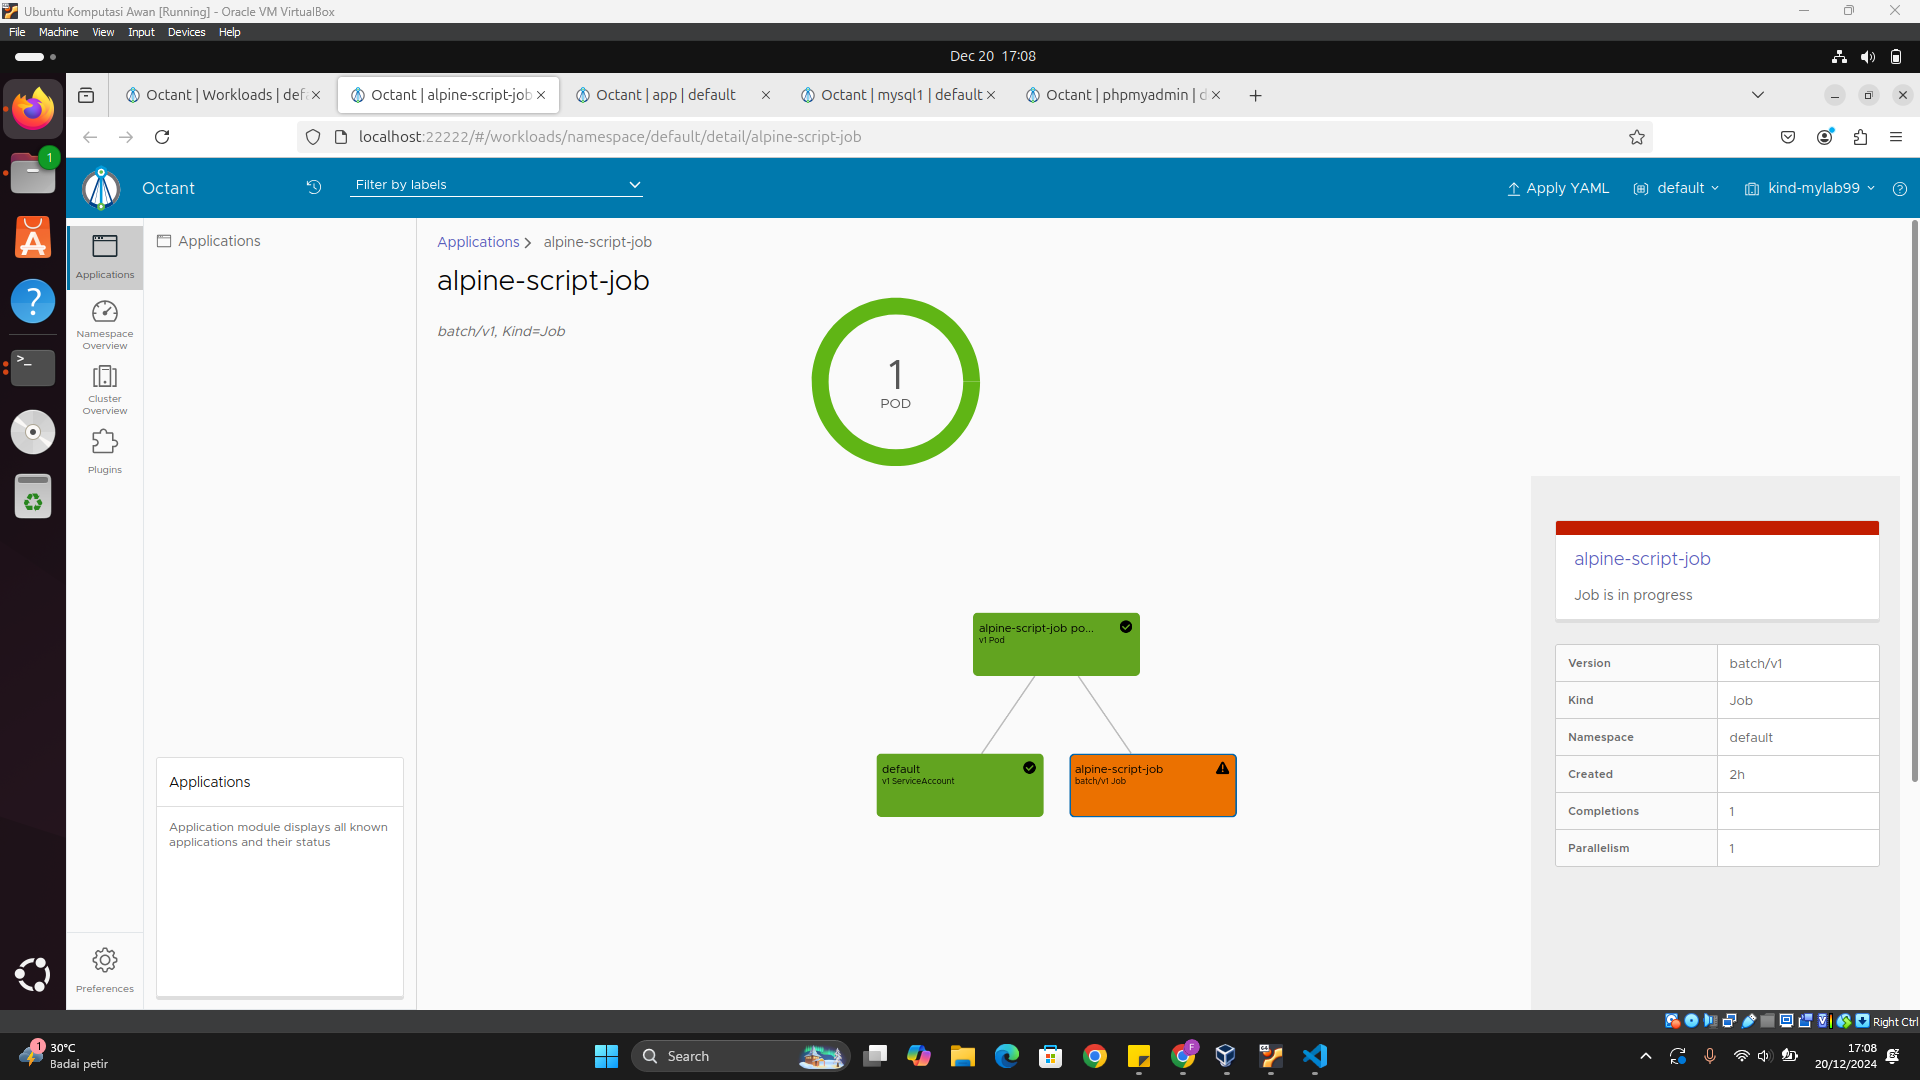 Ubuntu Komputasi Awan [Running] - Oracle VM VirtualBox
File Machine View Input Devices Help
Dec 20 17:08
Octant | Workloads | defa
Octant | alpine-script-job
Octant | app | default
Octant | mysql1 | default
Octant | phpmyadmin | d
1
localhost:22222/#/workloads/namespace/default/detail/alpine-script-job
Octant
Filter by labels
Apply YAML
default
kind-mylab99
Applications
Namespace
Overview
Cluster
Overview
Plugins
Preferences
Applications
Applications
Application module displays all known
applications and their status
Applications > alpine-script-job
alpine-script-job
batch/v1, Kind=Job
1
POD
alpine-script-job po...
v1 Pod
default
v1 ServiceAccount
alpine-script-job
batch/v1 Job
alpine-script-job
Job is in progress
Version batch/v1
Kind Job
Namespace default
Created 2h
Completions 1
Parallelism 1
Right Ctrl
1
30°C
Badai petir
Search
F
17:08
20/12/2024